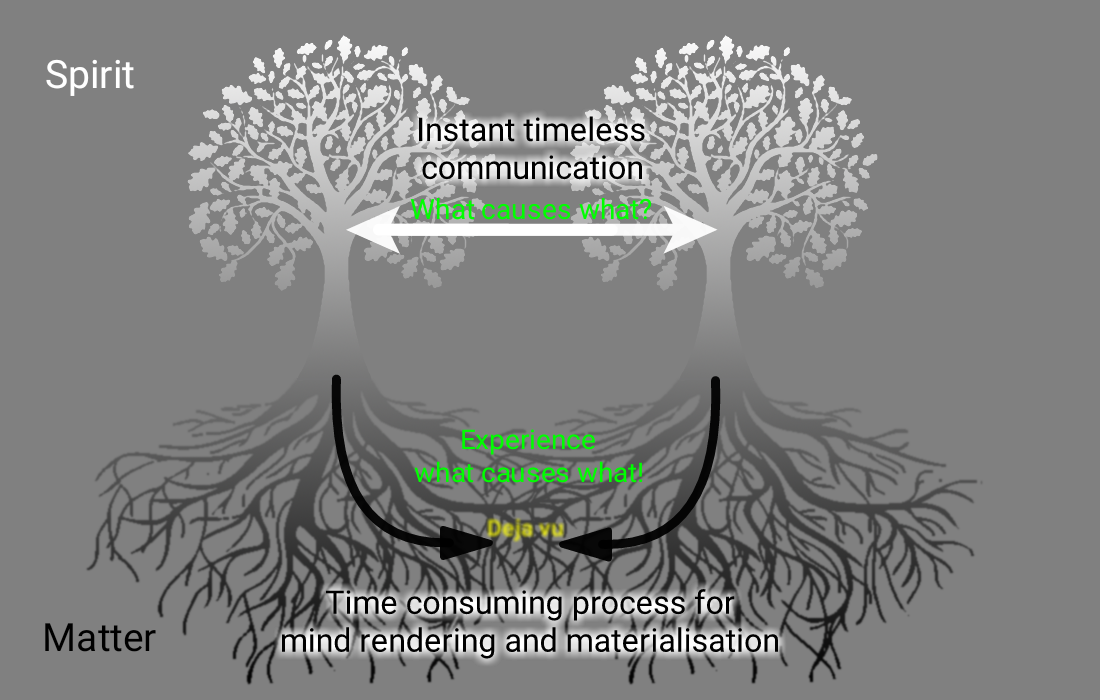 Spirit
Instant timeless
communication
What causes what?
Experience
what causes what!
Deja vu
Time consuming process for
mind rendering and materialisation
Matter